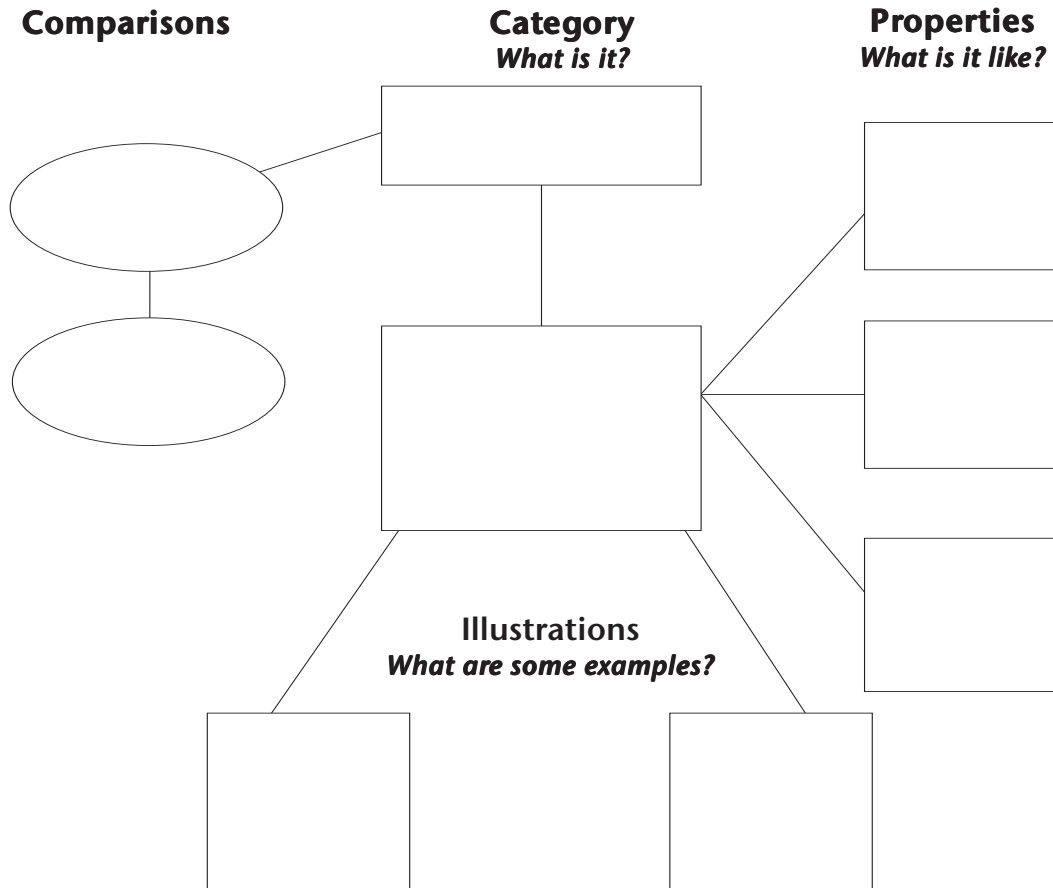 Comparisons
Category
What is it?
Properties
What is it like?
Illustrations
What are some examples?